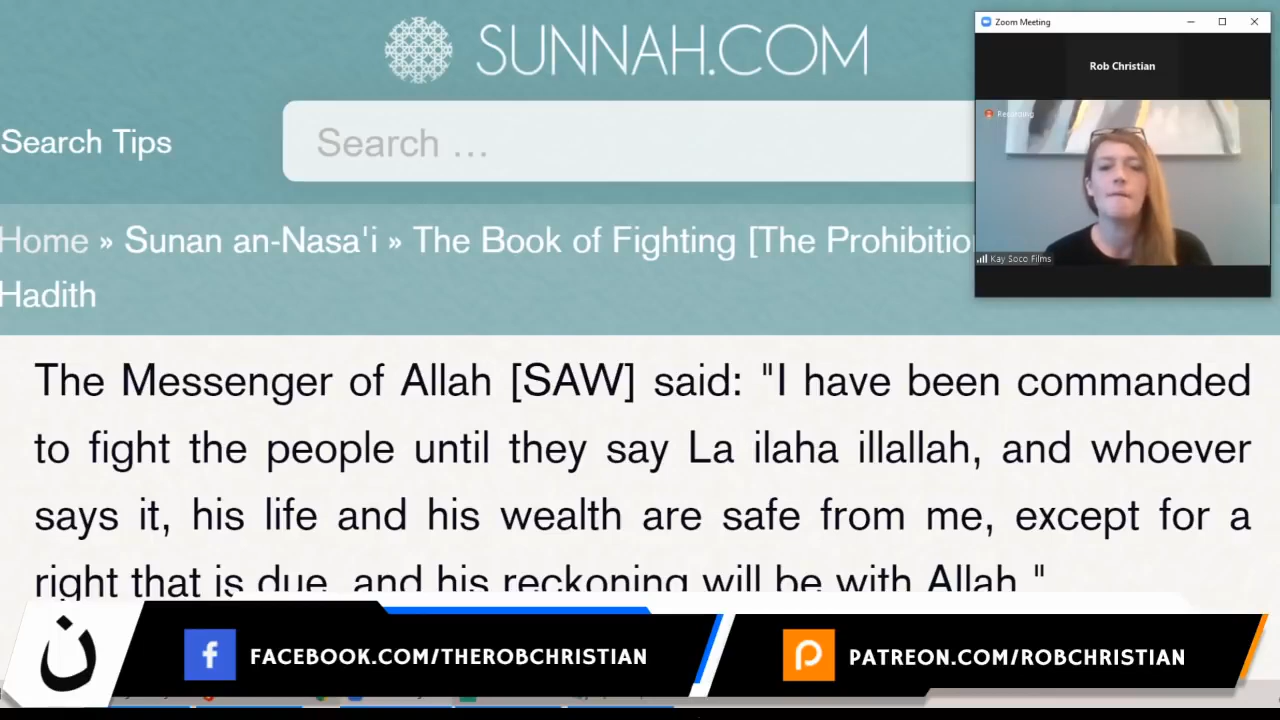 SUNNAH.COM
Zoom Meeting
Rob Christian
Recording
Kay Soco Films
Search Tips
Search ...
Home » Sunan an-Nasa'i » The Book of Fighting [The Prohibitio
Hadith
The Messenger of Allah [SAW] said: "I have been commanded
to fight the people until they say La ilaha illallah, and whoever
says it, his life and his wealth are safe from me, except for a
right that is due, and his reckoning will be with Allah."
ن
f FACEBOOK.COM/THEROBCHRISTIAN
PATREON.COM/ROBCHRISTIAN